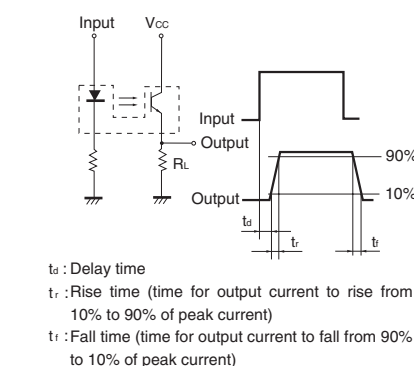 Input
Vcc
Input
Output
RL
90%
10%
Output
td
tr
tf
td : Delay time
tr : Rise time (time for output current to rise from
10% to 90% of peak current)
tf : Fall time (time for output current to fall from 90%
to 10% of peak current)